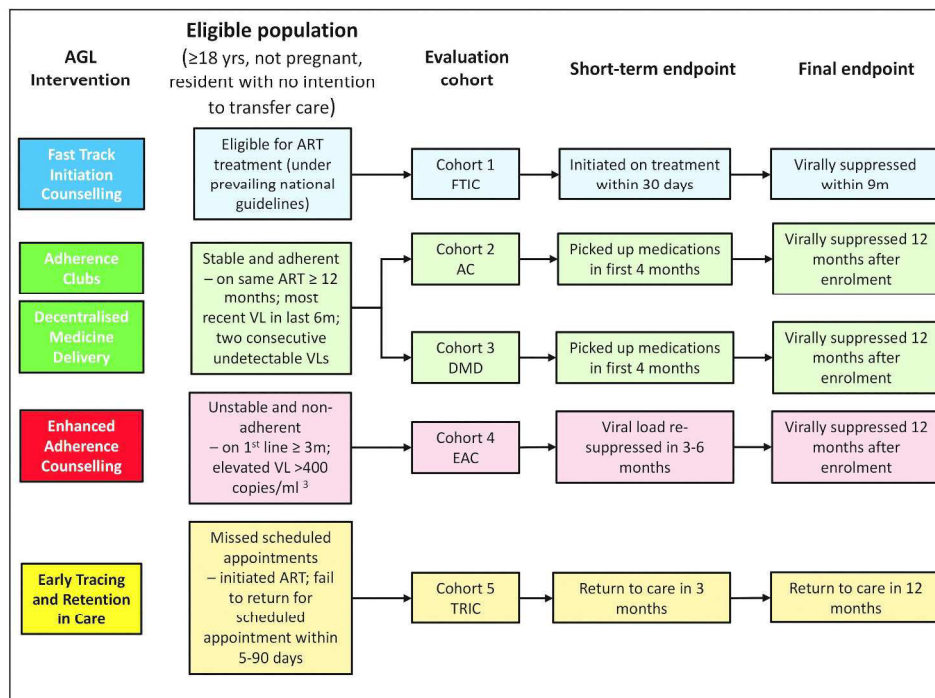 AGL
Intervention
Eligible population
(≥18 yrs, not pregnant,
resident with no intention
to transfer care)
Evaluation
cohort
Short-term endpoint
Final endpoint
Fast Track
Initiation
Counselling
Eligible for ART
treatment (under
prevailing national
guidelines)
Cohort 1
FTIC
Initiated on treatment
within 30 days
Virally suppressed
within 9m
Adherence
Clubs
Decentralised
Medicine
Delivery
Stable and adherent
– on same ART ≥ 12
months; most
recent VL in last 6m;
two consecutive
undetectable VLs
Cohort 2
AC
Picked up medications
in first 4 months
Virally suppressed 12
months after
enrolment
Cohort 3
DMD
Picked up medications
in first 4 months
Virally suppressed 12
months after
enrolment
Enhanced
Adherence
Counselling
Unstable and non-
adherent
– on 1st line ≥ 3m;
elevated VL >400
copies/ml 3
Cohort 4
EAC
Viral load re-
suppressed in 3-6
months
Virally suppressed 12
months after
enrolment
Early Tracing
and Retention
in Care
Missed scheduled
appointments
– initiated ART; fail
to return for
scheduled
appointment within
5-90 days
Cohort 5
TRIC
Return to care in 3
months
Return to care in 12
months